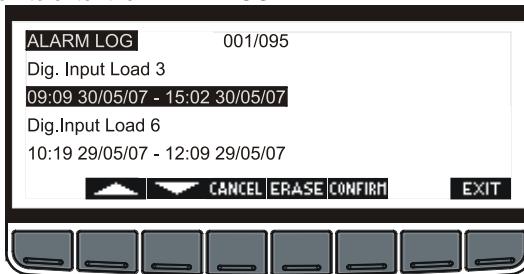 ALARM LOG 001/095
Dig. Input Load 3
09:09 30/05/07 - 15:02 30/05/07
Dig.Input Load 6
10:19 29/05/07 - 12:09 29/05/07
CANCEL ERASE CONFIRM EXIT